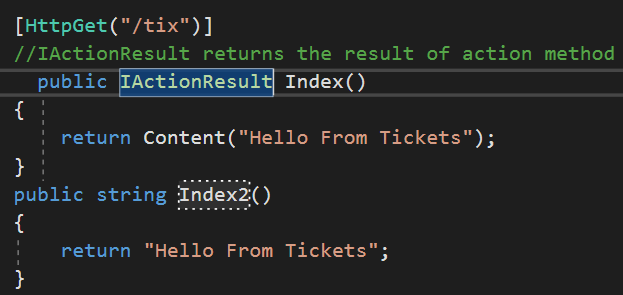 [HttpGet("/tix")]
//IActionResult returns the result of action method
public IActionResult Index()
{
return Content("Hello From Tickets");
}
public string Index2()
{
return "Hello From Tickets";
}